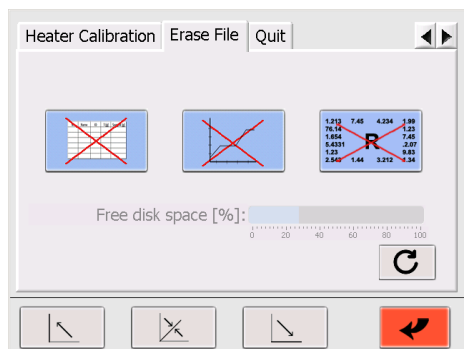 Heater Calibration Erase File Quit
1.213 7.45 4.234 1.99
76.14 1.23
1.654 R 7.45
5.4331 .2.07
1.23 9.83
2.543 1.44 3.212 1.34
Free disk space [%]:
0 20 40 60 80 100